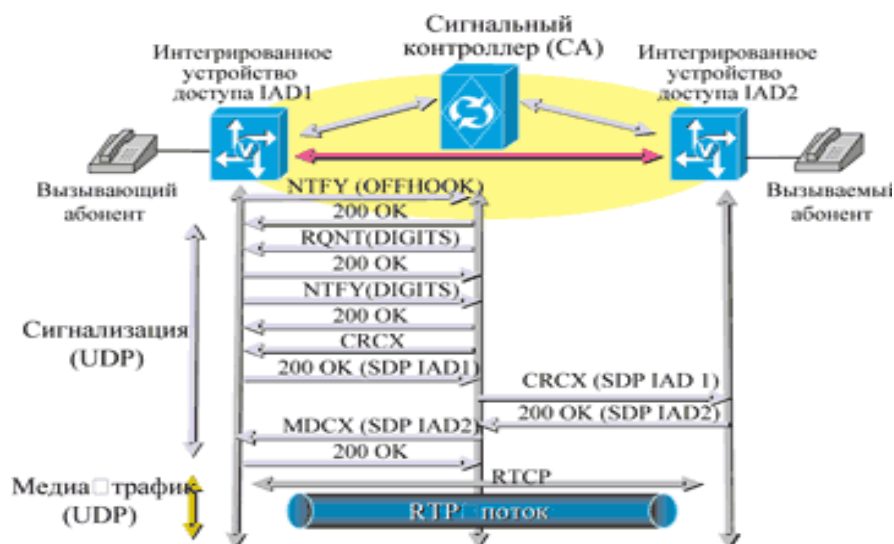 Сигнальный
контроллер (CA)
Интегрированное
устройство
доступа IAD1
Интегрированное
устройство
доступа IAD2
Вызывающий
абонент
Вызываемый
абонент
NTFY (OFFHOOK)
200 OK
RQNT(DIGITS)
200 OK
NTFY(DIGITS)
200 OK
CRCX
200 OK (SDP IAD1)
CRCX (SDP IAD 1)
200 OK (SDP IAD2)
MDCX (SDP IAD2)
200 OK
Сигнализация
(UDP)
RTCP
Медиа□трафик
(UDP)
RTP поток